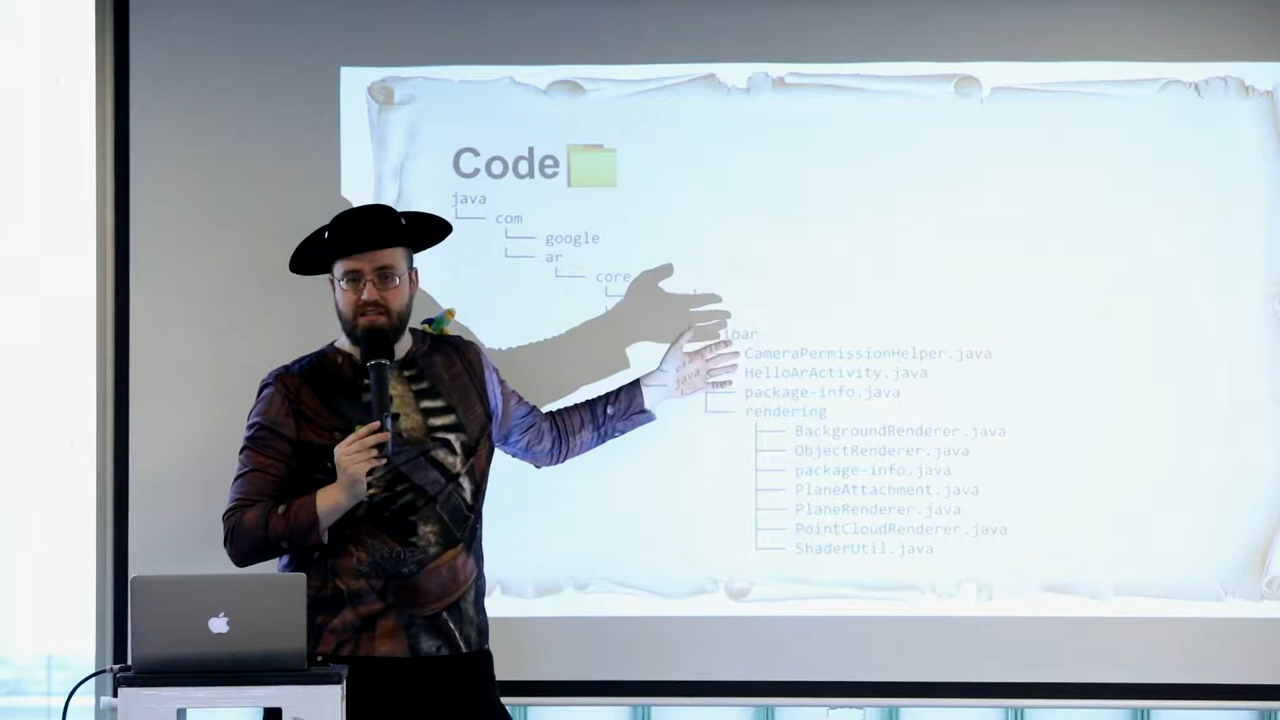 Code
java
com
google
ar
core
CameraPermissionHelper.java
HelloArActivity.java
package-info.java
rendering
BackgroundRenderer.java
ObjectRenderer.java
package-info.java
PlaneAttachment.java
PlaneRenderer.java
PointCloudRenderer.java
ShaderUtil.java